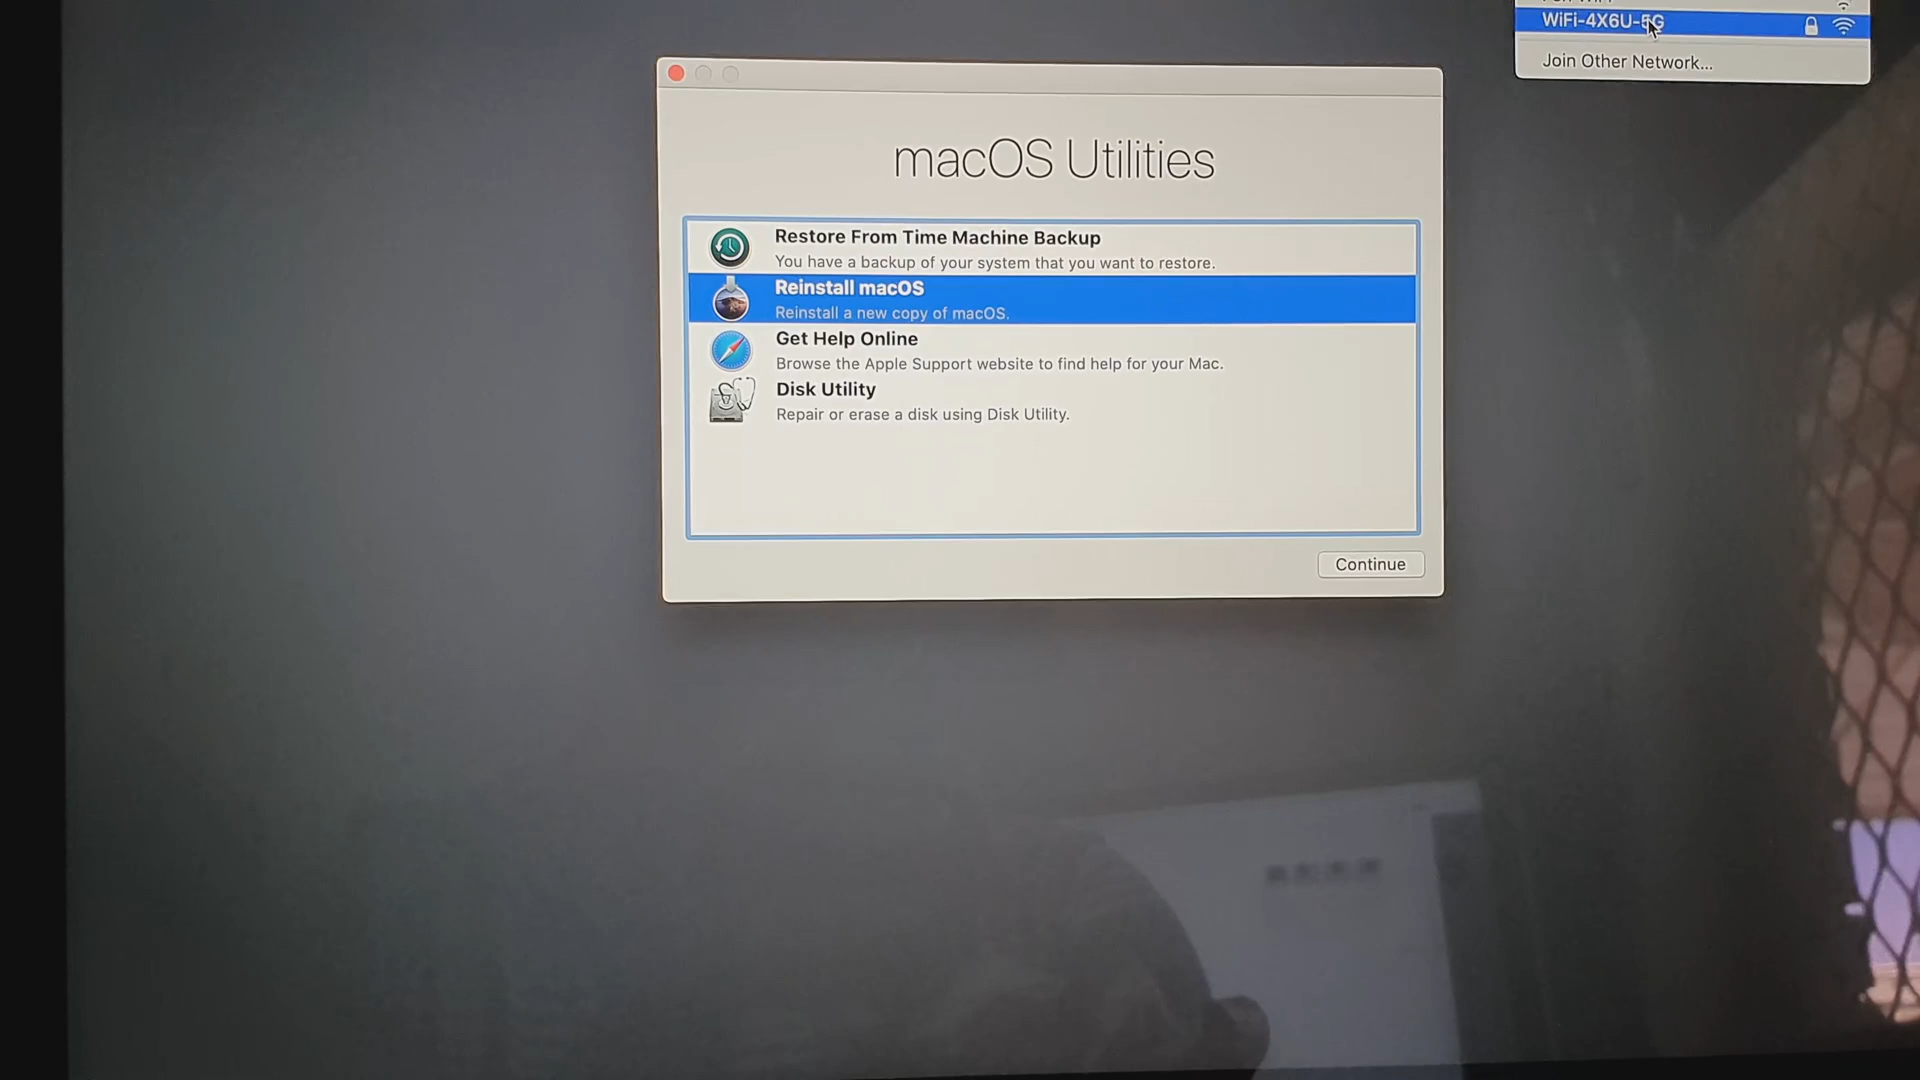 WiFi-4X6U-5G
Join Other Network...
macOS Utilities
Restore From Time Machine Backup
You have a backup of your system that you want to restore.
Reinstall macOS
Reinstall a new copy of macOS.
Get Help Online
Browse the Apple Support website to find help for your Mac.
Disk Utility
Repair or erase a disk using Disk Utility.
Continue